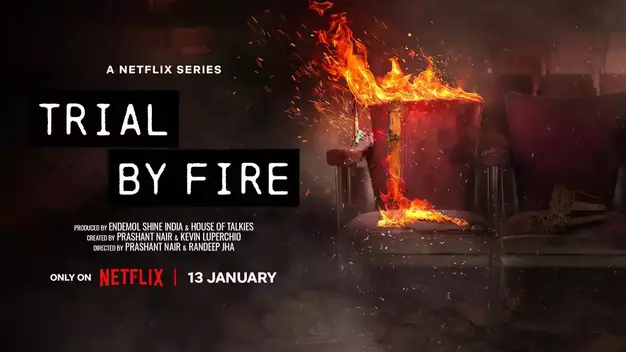 A NETFLIX SERIES
TRIAL
BY FIRE
PRODUCED BY ENDEMOL SHINE INDIA & HOUSE OF TALKIES
CREATED BY PRASHANT NAIR & KEVIN LUPERCHIO
DIRECTED BY PRASHANT NAIR & RANDEEP JHA
ONLY ON NETFLIX | 13 JANUARY